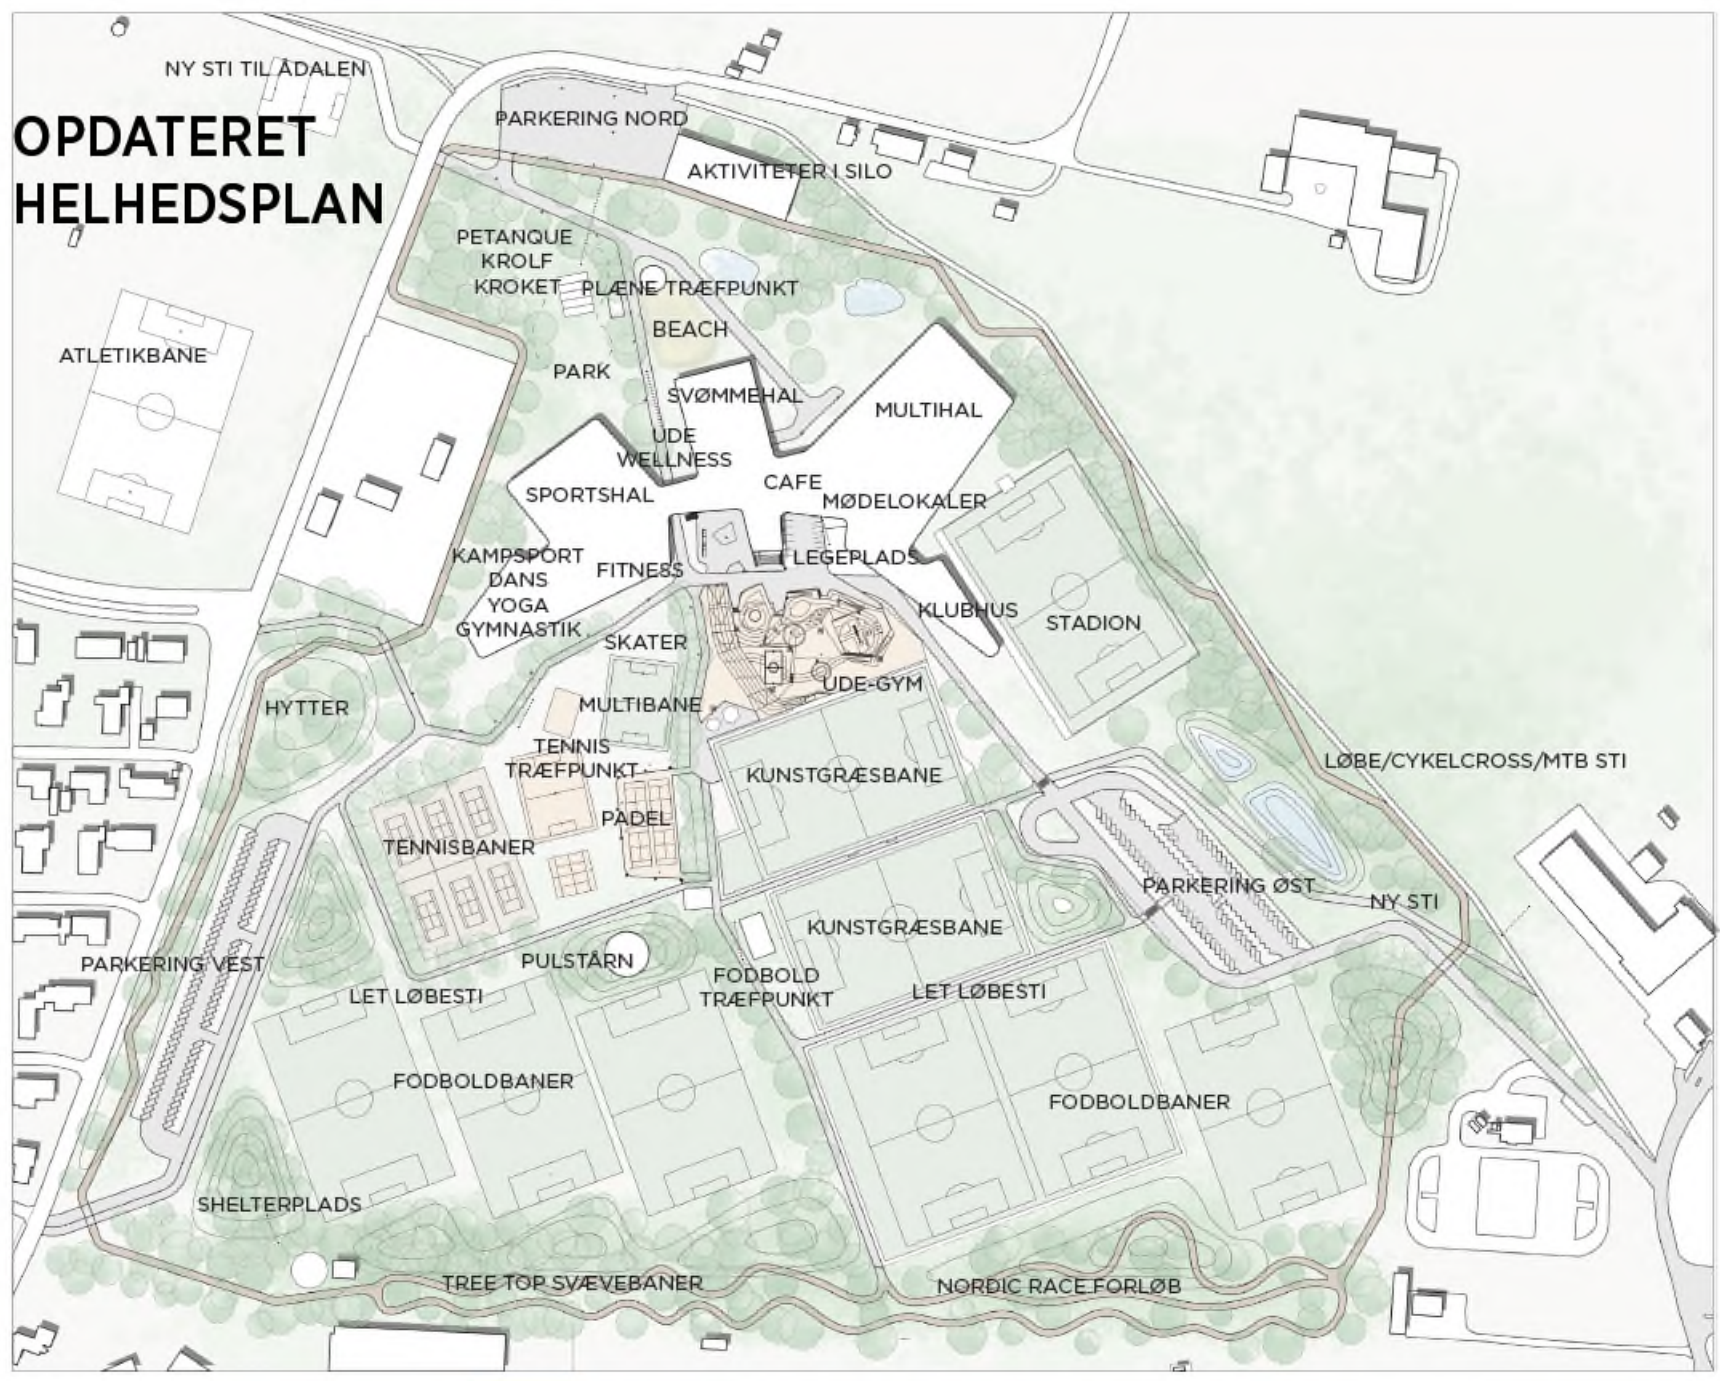 NY STI TIL ÅDALEN
OPDATERET
HELHEDSPLAN
PARKERING NORD
AKTIVITETER I SILO
PETANQUE
KROLF
KROKET
PLÆNE TRÆFPUNKT
BEACH
ATLETIKBANE
PARK
SVØMMEHAL
MULTIHAL
UDE
WELLNESS
CAFE
SPORTSHAL
MØDELOKALER
KAMPSPORT
DANS
YOGA
GYMNASTIK
FITNESS
LEGEPLADS
KLUBHUS
STADION
SKATER
UDE-GYM
MULTIBANE
HYTTER
TENNIS
TRÆFPUNKT
KUNSTGRÆSBANE
LØBE/CYKELCROSS/MTB STI
PADEL
TENNISBANER
PARKERING ØST
NY STI
KUNSTGRÆSBANE
PARKERING VEST
PULSTÅRN
FODBOLD
TRÆFPUNKT
LET LØBESTI
LET LØBESTI
FODBOLDBANER
FODBOLDBANER
SHELTERPLADS
TREE TOP SVÆVEBANER
NORDIC RACE FORLØB